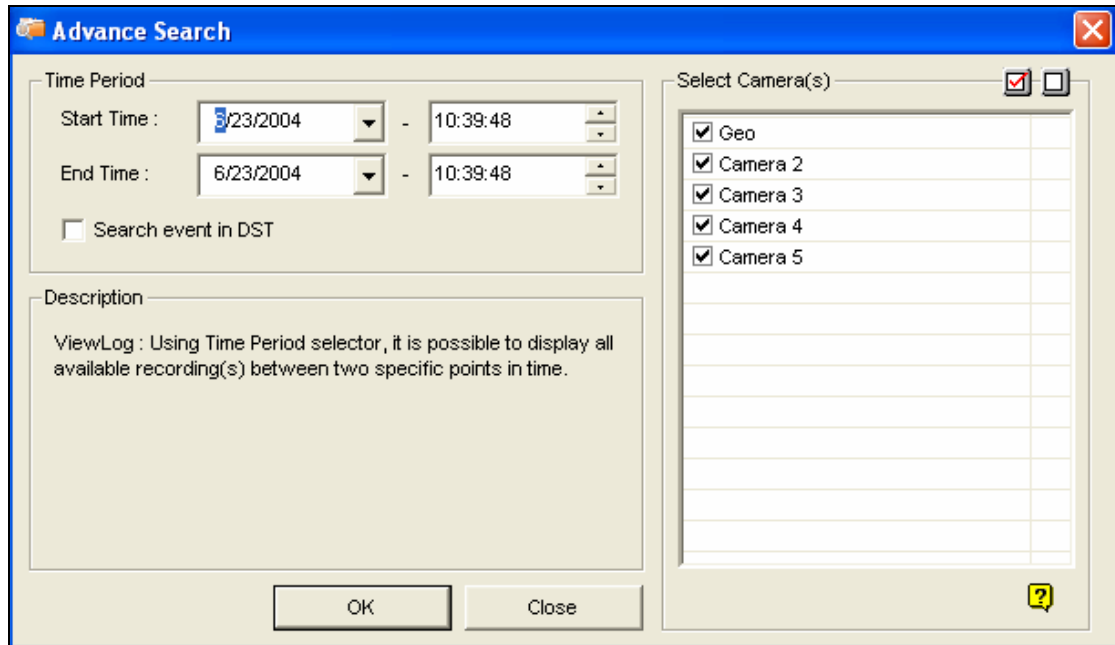 Advance Search
Time Period
Start Time : 6/23/2004 - 10:39:48
End Time : 6/23/2004 - 10:39:48
Search event in DST
Description
ViewLog : Using Time Period selector, it is possible to display all
available recording(s) between two specific points in time.
OK Close
Select Camera(s)
Geo
Camera 2
Camera 3
Camera 4
Camera 5
?